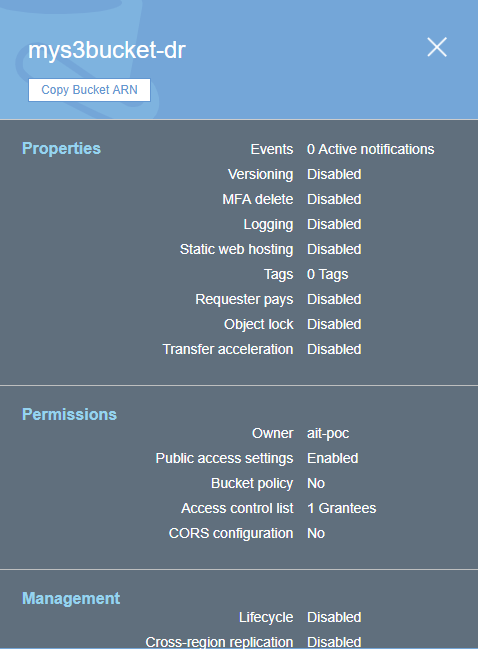 mys3bucket-dr
Copy Bucket ARN
Properties
Events 0 Active notifications
Versioning Disabled
MFA delete Disabled
Logging Disabled
Static web hosting Disabled
Tags 0 Tags
Requester pays Disabled
Object lock Disabled
Transfer acceleration Disabled
Permissions
Owner ait-poc
Public access settings Enabled
Bucket policy No
Access control list 1 Grantees
CORS configuration No
Management
Lifecycle Disabled
Cross-region replication Disabled